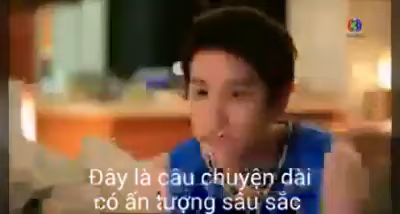 Đây là câu chuyện dài
có ấn tượng sâu sắc